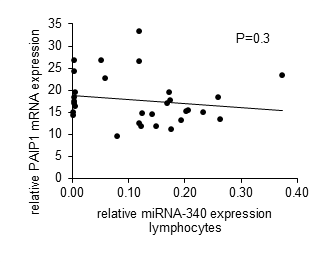 35
30
25
20
15
10
5
0
relative PAIP1 mRNA expression
P=0.3
0.00 0.10 0.20 0.30 0.40
relative miRNA-340 expression
lymphocytes